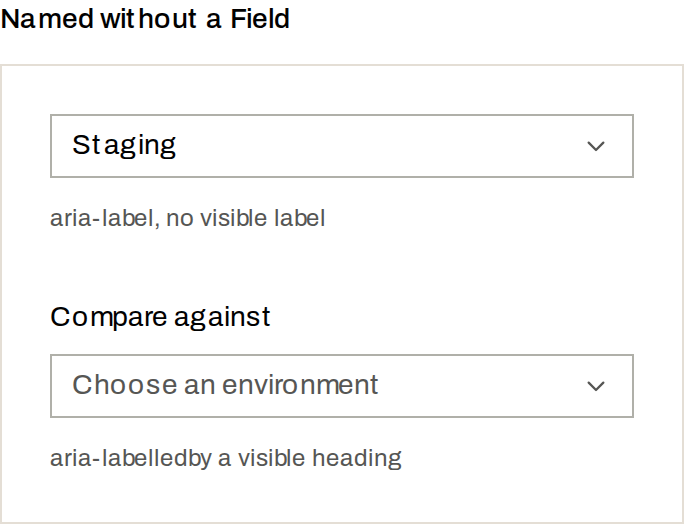 Named without a Field
Staging
aria-label, no visible label
Compare against
Choose an environment
aria-labelledby a visible heading